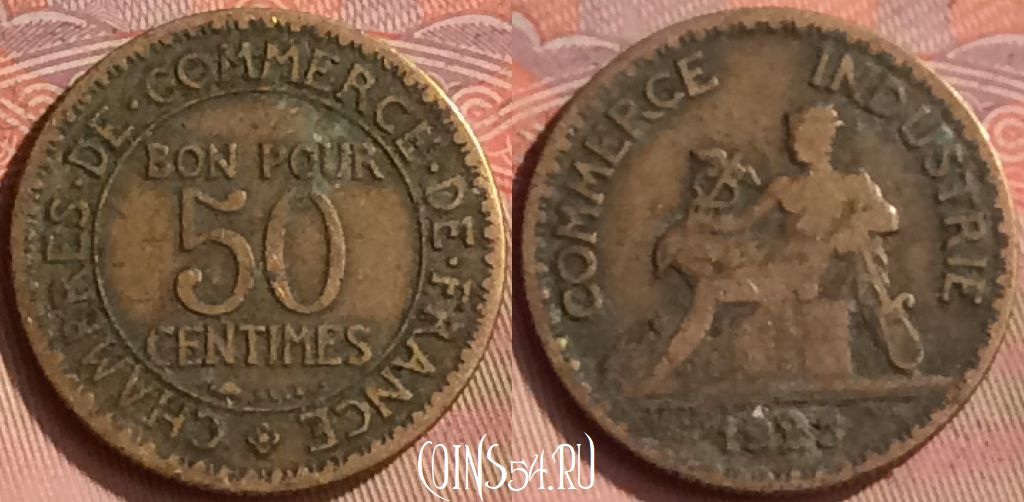 CHAMBRES · DE · COMMERCE · DE · FRANCE
BON POUR
50
CENTIMES
COMMERCE INDUSTRIE
COINS54.RU